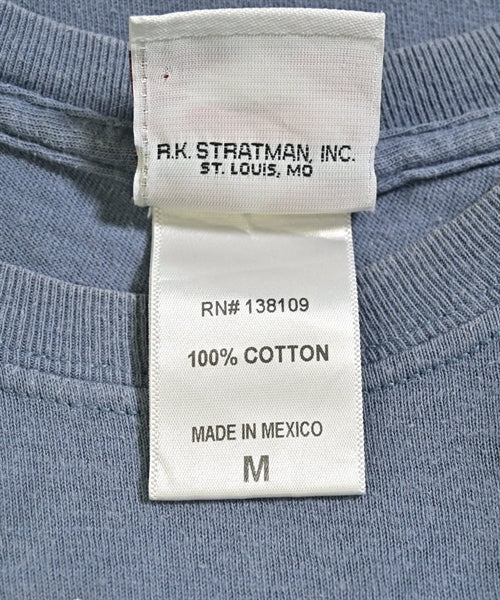 R.K. STRATMAN, INC.
ST. LOUIS, MO
RN# 138109
100% COTTON
MADE IN MEXICO
M